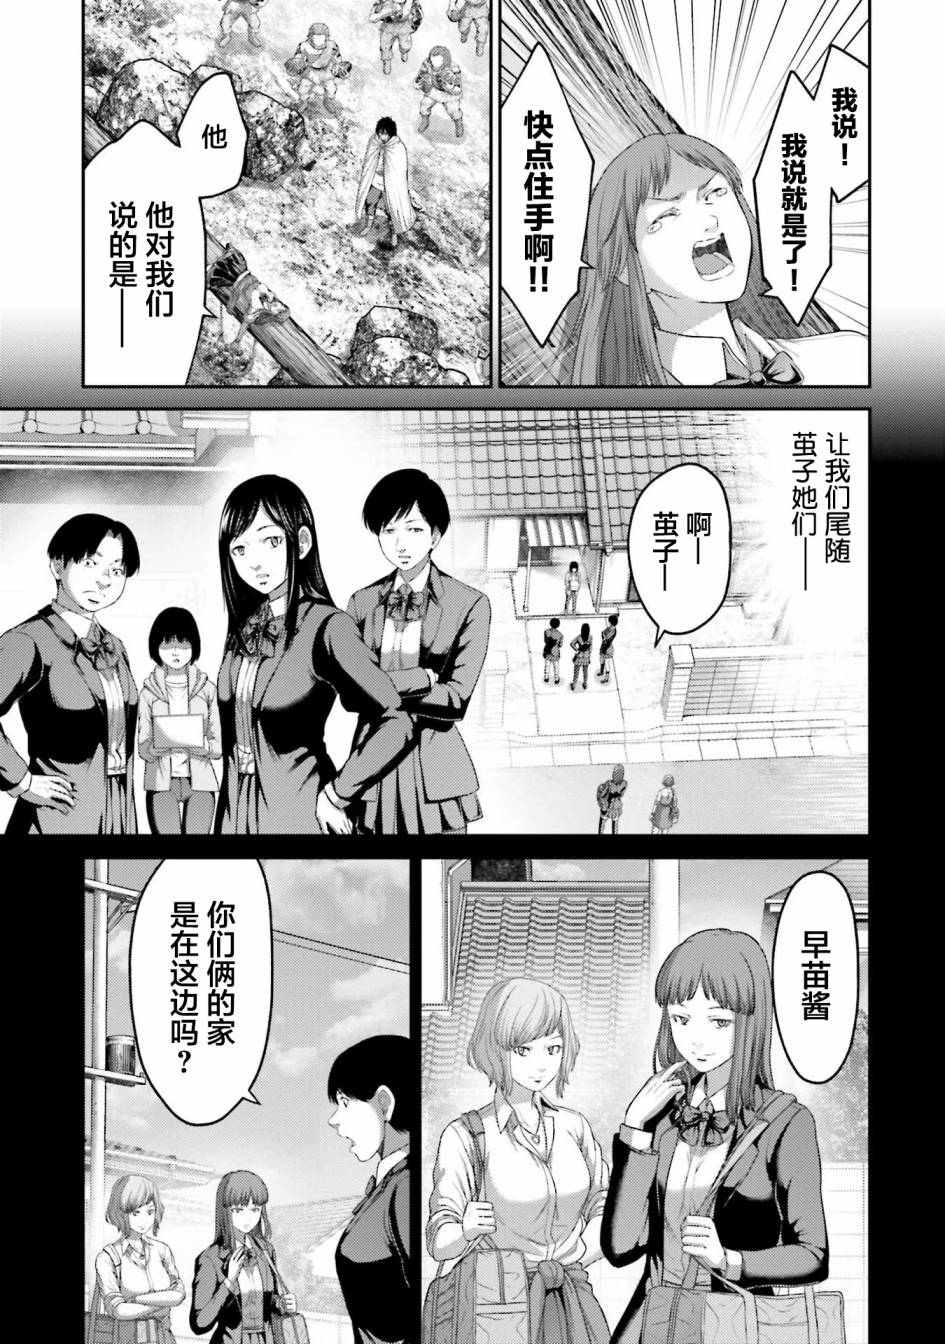 我说！
我说就是了！
快点住手啊!!
他
他对我们
说的是——
让我们尾随
茧子她们——
啊—
茧子—
早苗酱
你们俩的家
是在这边吗?